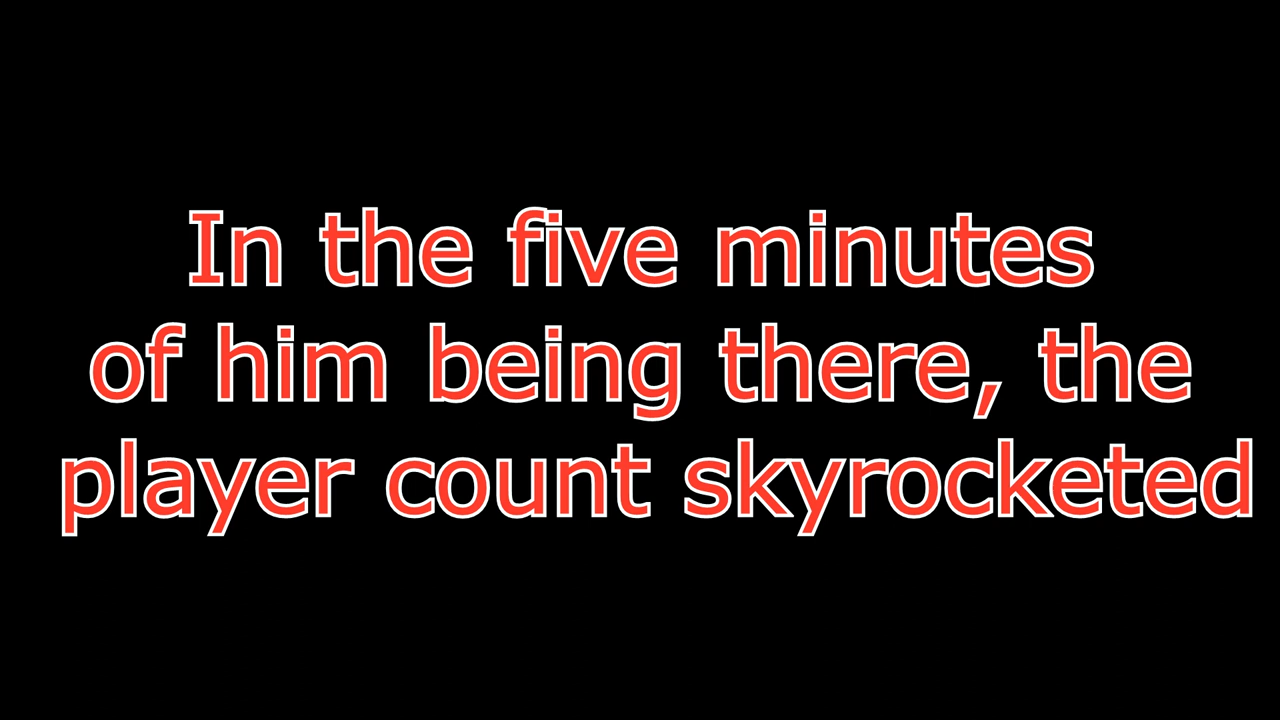 In the five minutes
of him being there, the
player count skyrocketed